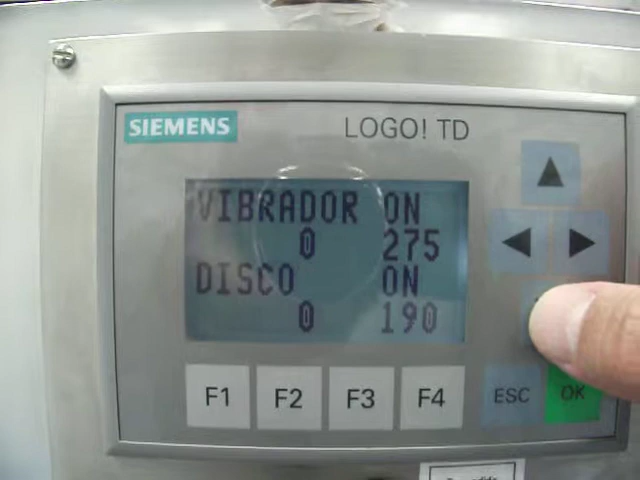 SIEMENS
LOGO! TD
VIBRADOR ON
0 275
DISCO ON
0 190
F1 F2 F3 F4 ESC OK